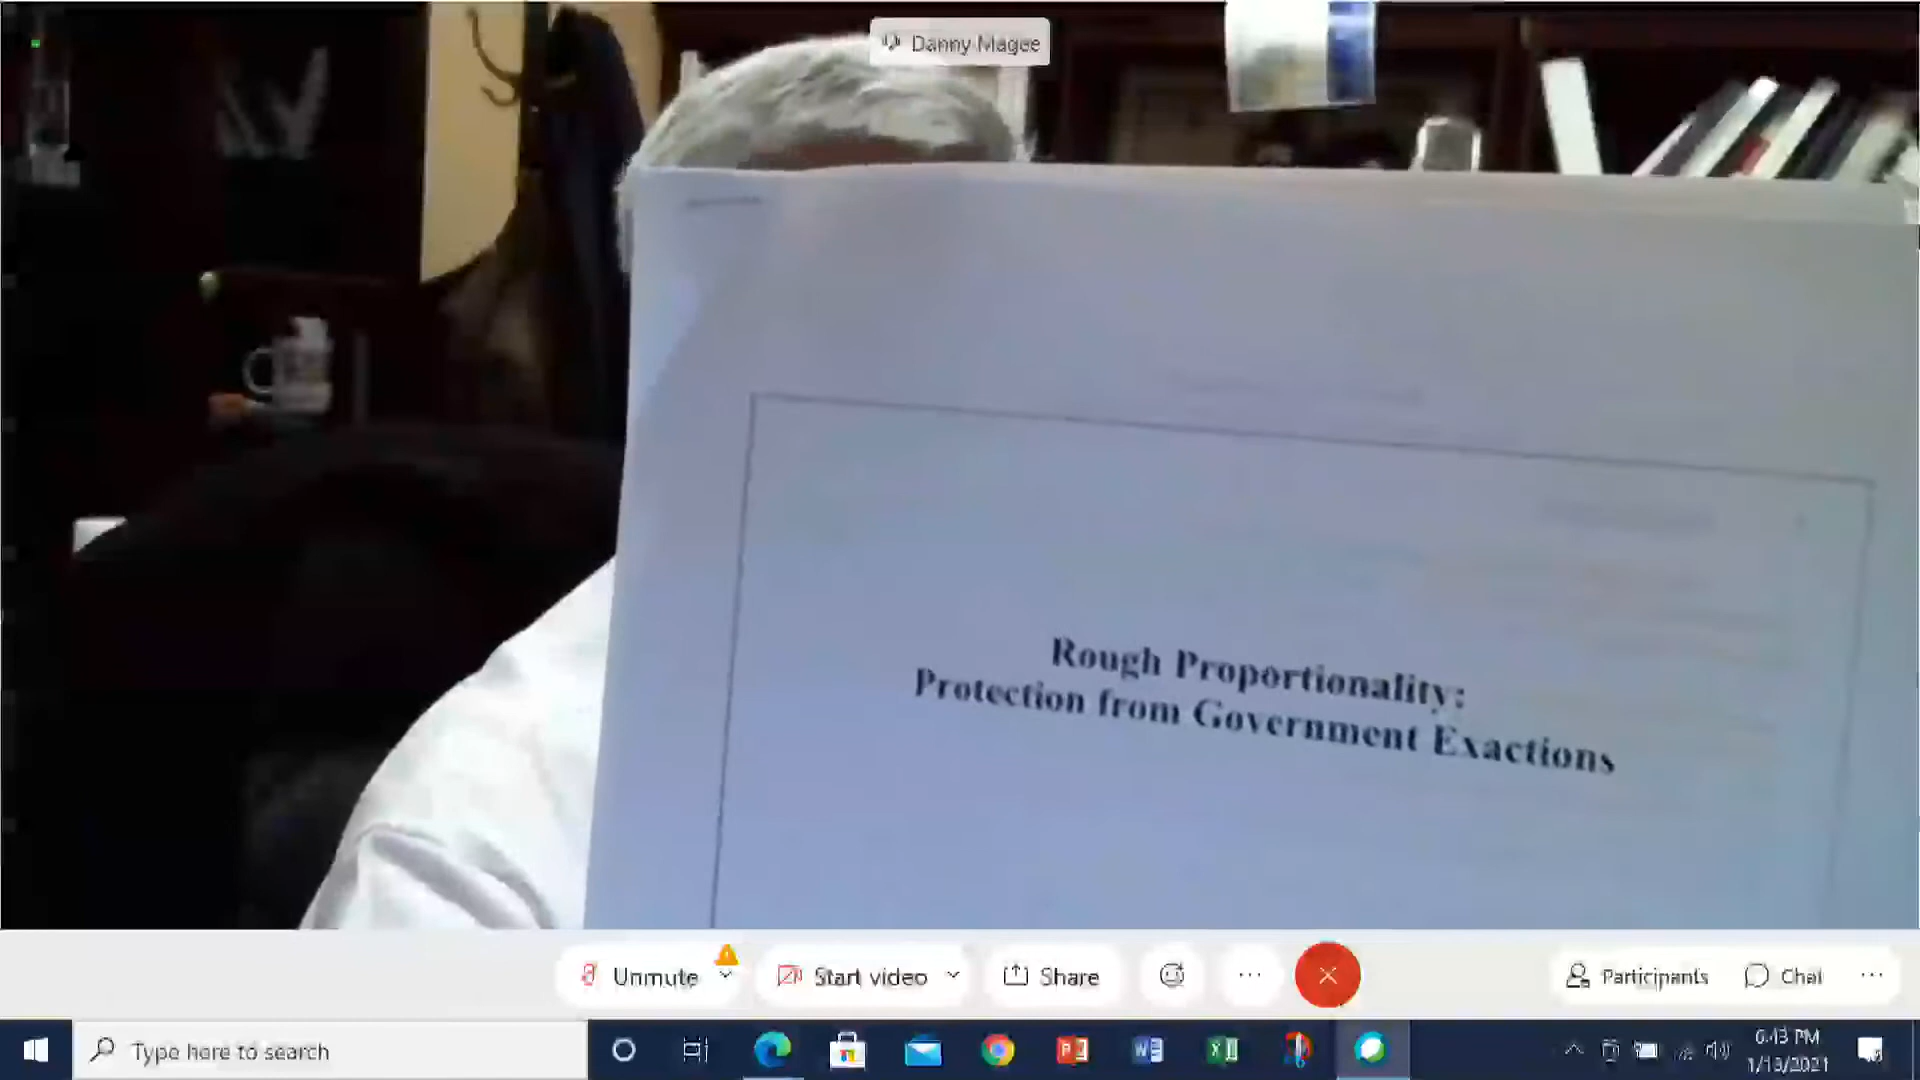 Danny Magee
Rough Proportionality:
Protection from Government Exactions
Unmute
Start video
Share
Participants
Chat
Type here to search
6:43 PM
1/13/2021